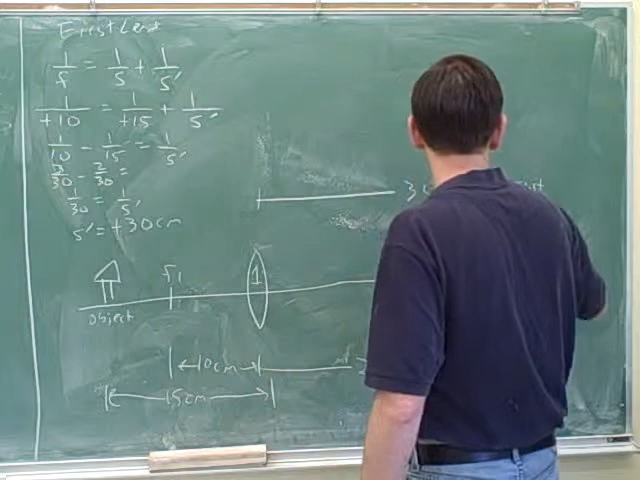 First Lens
1/f = 1/s + 1/s'
1/+10 = 1/+15 + 1/s'
1/10 - 1/15 = 1/s'
3/30 - 2/30 =
1/30 = 1/s'
s' = +30cm
3
f1
1
object
10cm
15cm